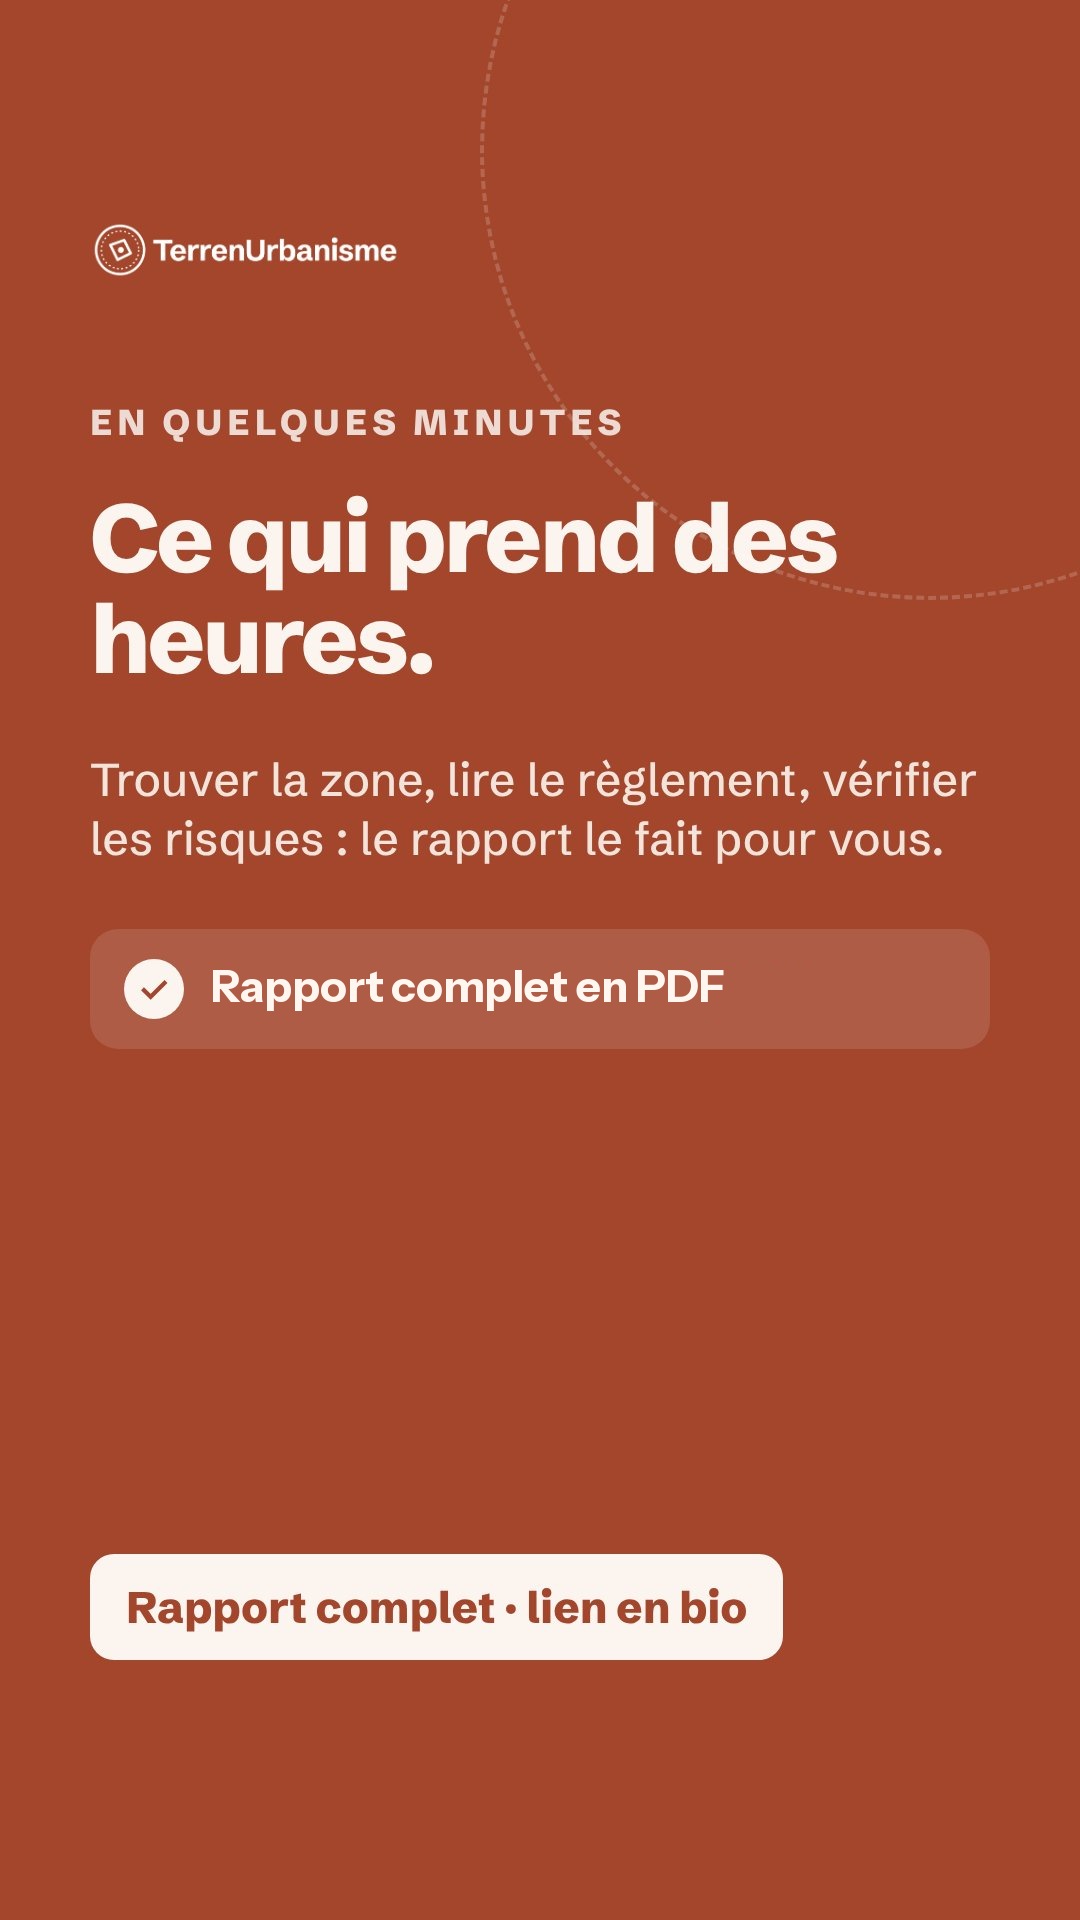 TerrenUrbanisme
EN QUELQUES MINUTES
Ce qui prend des
heures.
Trouver la zone, lire le règlement, vérifier
les risques : le rapport le fait pour vous.
Rapport complet en PDF
Rapport complet · lien en bio